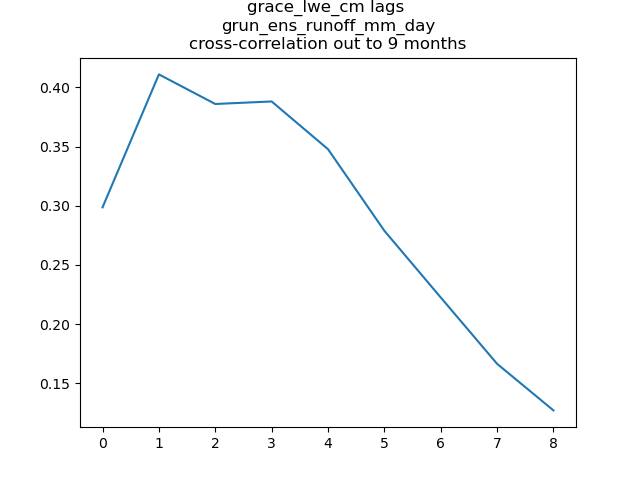 grace_lwe_cm lags
grun_ens_runoff_mm_day
cross-correlation out to 9 months
0.40
0.35
0.30
0.25
0.20
0.15
0 1 2 3 4 5 6 7 8